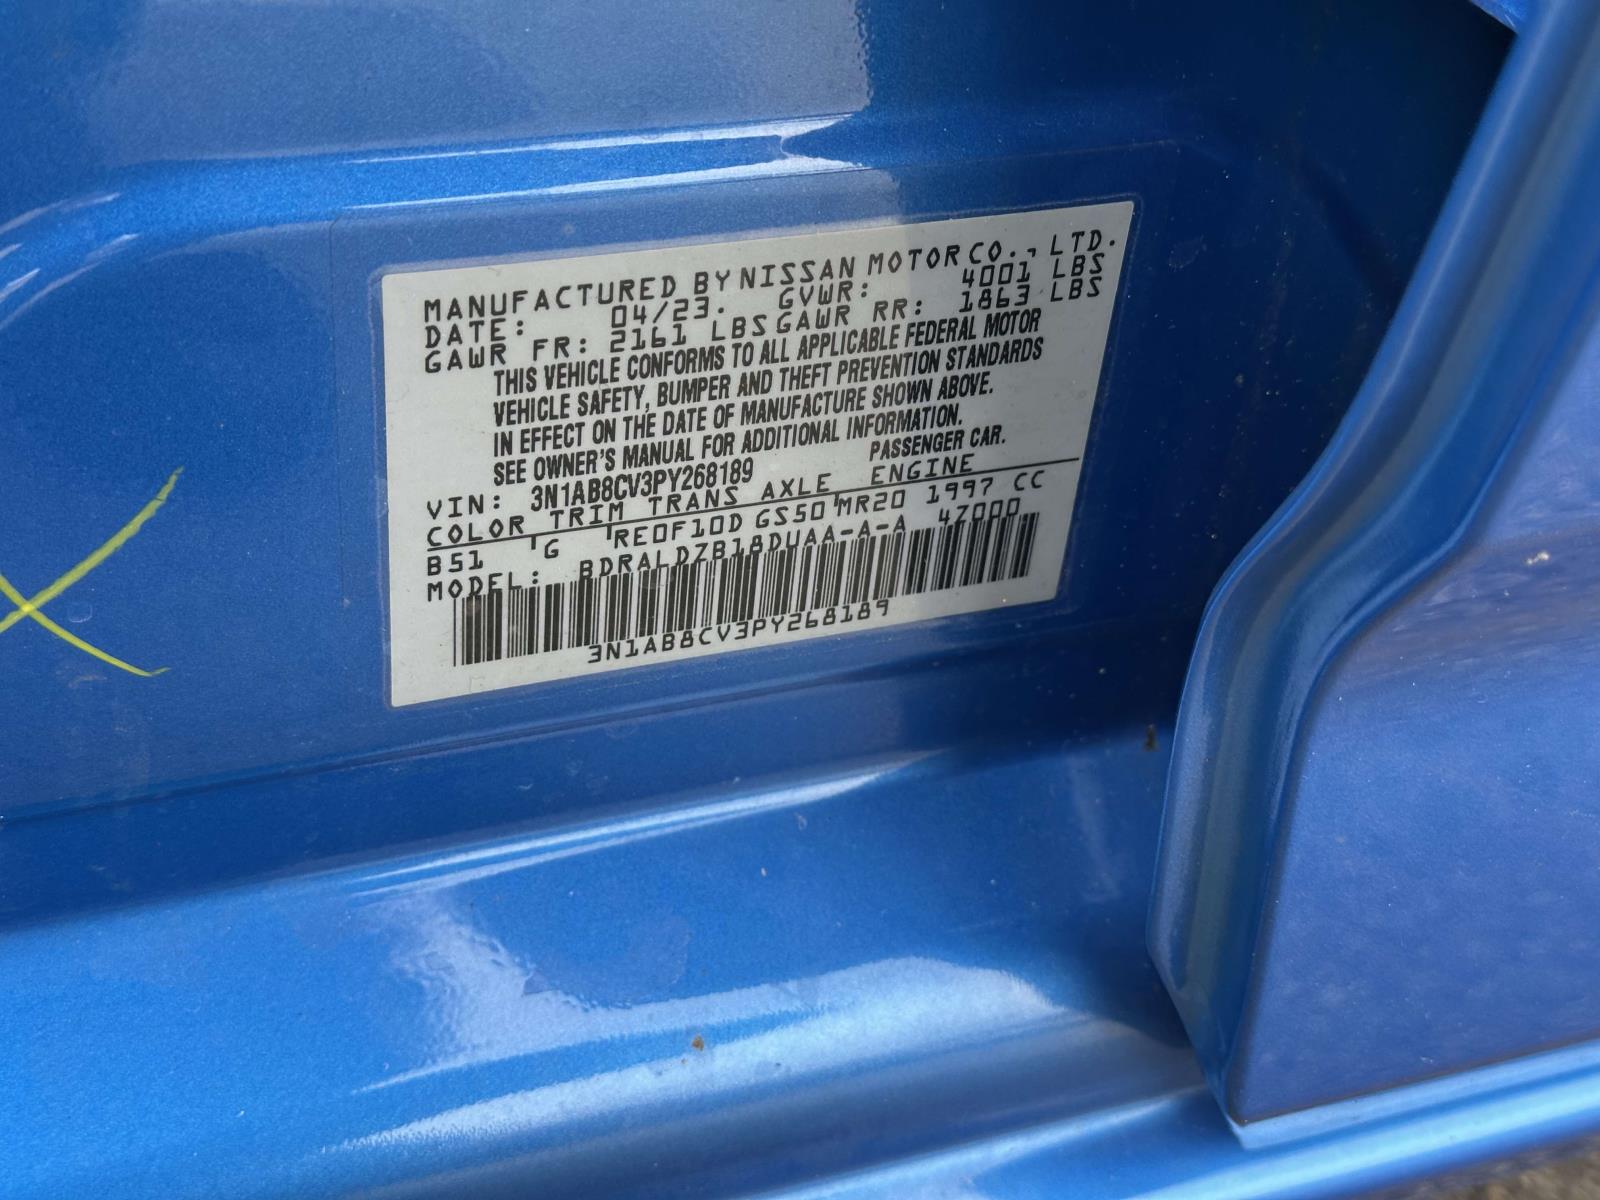 MANUFACTURED BY NISSAN MOTOR CO., LTD.
DATE: 04/23. GVWR: 4001 LBS
GAWR FR: 2161 LBS GAWR RR: 1863 LBS
THIS VEHICLE CONFORMS TO ALL APPLICABLE FEDERAL MOTOR
VEHICLE SAFETY, BUMPER AND THEFT PREVENTION STANDARDS
IN EFFECT ON THE DATE OF MANUFACTURE SHOWN ABOVE.
SEE OWNER'S MANUAL FOR ADDITIONAL INFORMATION.
VIN: 3N1AB8CV3PY268189 PASSENGER CAR.
COLOR TRIM TRANS AXLE ENGINE
B51 G RE0F10D GS50 MR20 1997 CC
MODEL: BDRALDZB18DUAA-A-A 47000
3N1AB8CV3PY268189